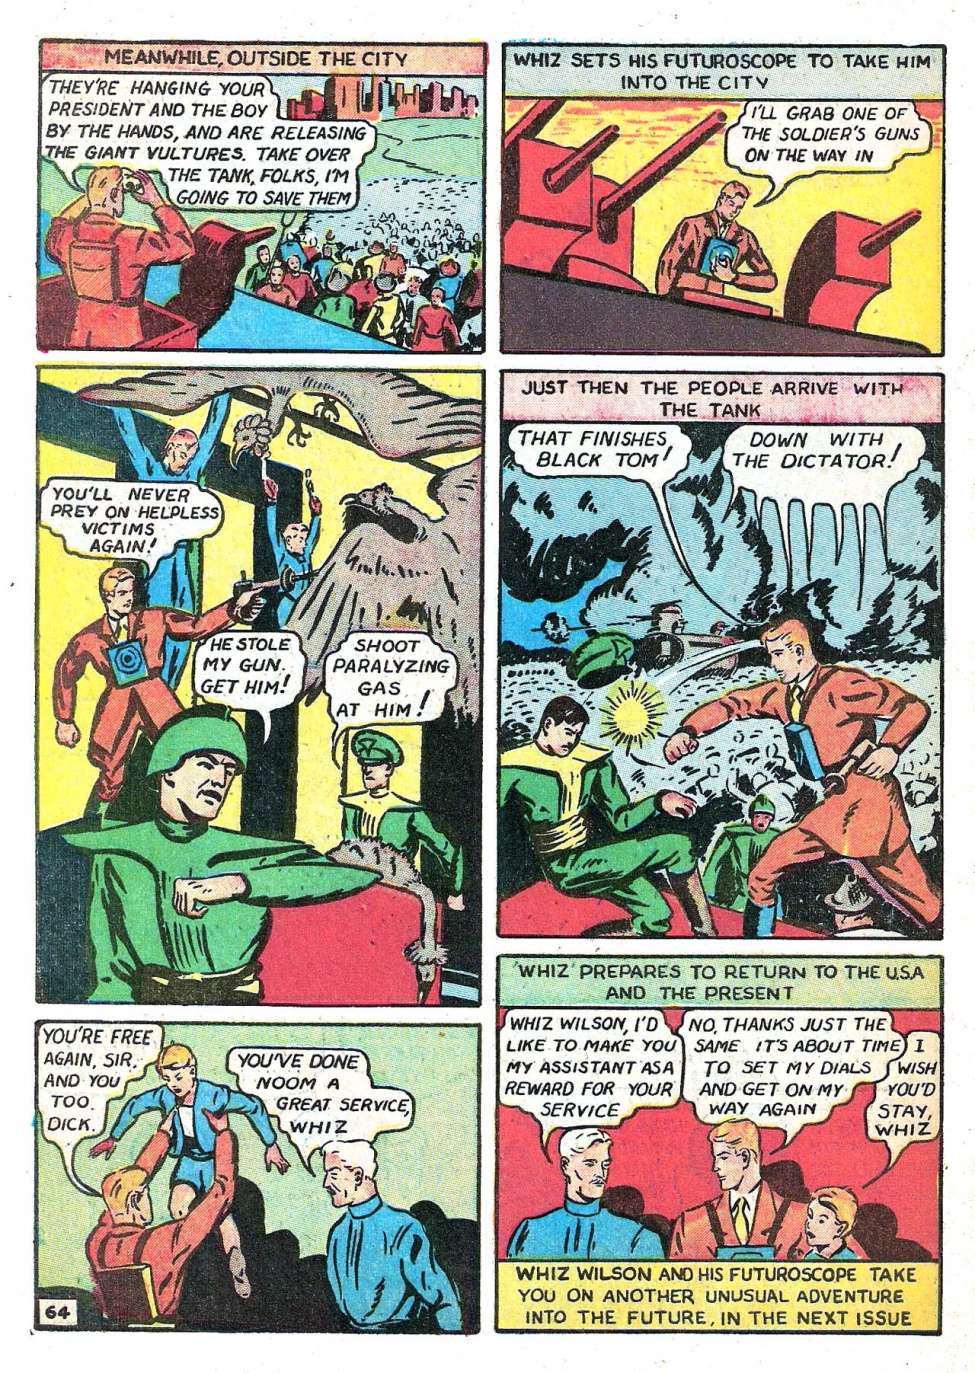 MEANWHILE, OUTSIDE THE CITY
THEY'RE HANGING YOUR
PRESIDENT AND THE BOY
BY THE HANDS, AND ARE RELEASING
THE GIANT VULTURES. TAKE OVER
THE TANK, FOLKS, I'M
GOING TO SAVE THEM
WHIZ SETS HIS FUTUROSCOPE TO TAKE HIM
INTO THE CITY
I'LL GRAB ONE OF
THE SOLDIER'S GUNS
ON THE WAY IN
YOU'LL NEVER
PREY ON HELPLESS
VICTIMS
AGAIN!
HE STOLE
MY GUN.
GET HIM!
SHOOT
PARALYZING
GAS
AT HIM!
JUST THEN THE PEOPLE ARRIVE WITH
THE TANK
THAT FINISHES
BLACK TOM!
DOWN WITH
THE DICTATOR!
YOU'RE FREE
AGAIN, SIR.
AND YOU
TOO.
DICK.
YOU'VE DONE
NOOM A
GREAT SERVICE,
WHIZ
64
'WHIZ' PREPARES TO RETURN TO THE U.S.A
AND THE PRESENT
WHIZ WILSON, I'D
LIKE TO MAKE YOU
MY ASSISTANT AS A
REWARD FOR YOUR
SERVICE
NO, THANKS JUST THE
SAME. IT'S ABOUT TIME
TO SET MY DIALS
AND GET ON MY
WAY AGAIN
I
WISH
YOU'D
STAY,
WHIZ
WHIZ WILSON AND HIS FUTUROSCOPE TAKE
YOU ON ANOTHER UNUSUAL ADVENTURE
INTO THE FUTURE, IN THE NEXT ISSUE